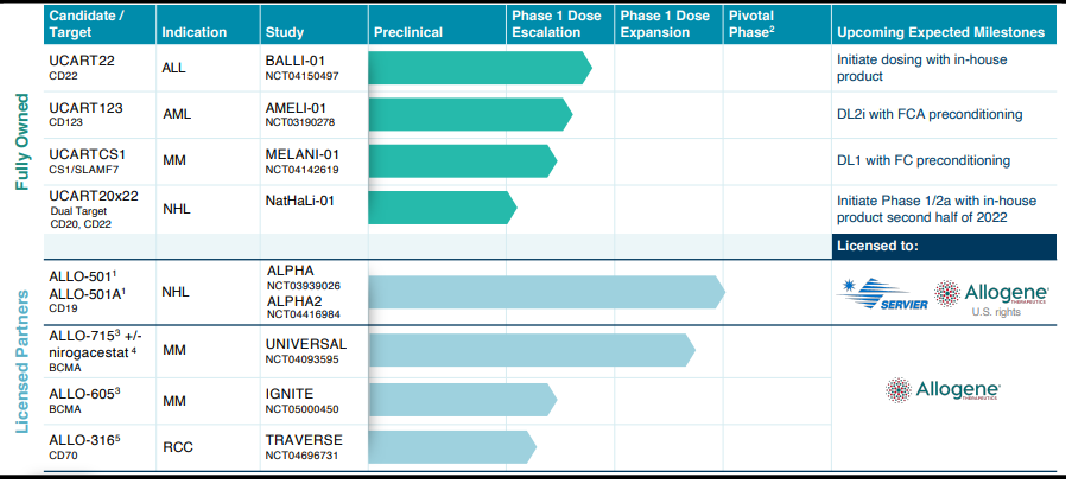 Candidate /
Target
Indication
Study
Preclinical
Phase 1 Dose
Escalation
Phase 1 Dose
Expansion
Pivotal
Phase²
Upcoming Expected Milestones
Fully Owned
UCART22
CD22
ALL
BALLI-01
NCT04150497
Initiate dosing with in-house
product
UCART123
CD123
AML
AMELI-01
NCT03190278
DL2i with FCA preconditioning
UCARTCS1
CS1/SLAMF7
MM
MELANI-01
NCT04142619
DL1 with FC preconditioning
UCART20x22
Dual Target
CD20, CD22
NHL
NatHaLi-01
Initiate Phase 1/2a with in-house
product second half of 2022
Licensed to:
Licensed Partners
ALLO-501¹
ALLO-501A¹
CD19
NHL
ALPHA
NCT03939026
ALPHA2
NCT04416984
SERVIER
Allogene
THERAPEUTICS
U.S. rights
ALLO-715³ +/-
nirogacestat ⁴
BCMA
MM
UNIVERSAL
NCT04093595
ALLO-605³
BCMA
MM
IGNITE
NCT05000450
Allogene
THERAPEUTICS
ALLO-316⁵
CD70
RCC
TRAVERSE
NCT04696731